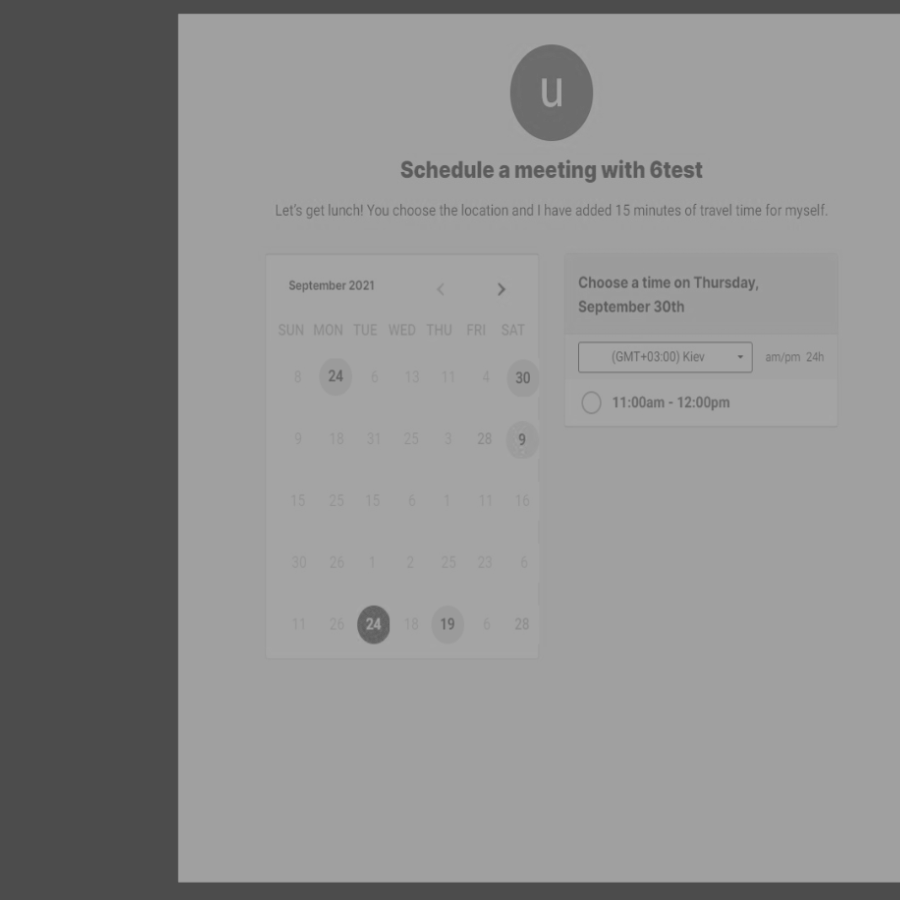 u
Schedule a meeting with 6test
Let's get lunch! You choose the location and I have added 15 minutes of travel time for myself.
September 2021
SUN MON TUE WED THU FRI SAT
8 24 6 13 11 4 30
9 18 31 25 3 28 9
15 25 15 6 1 11 16
30 26 1 2 25 23 6
11 26 24 18 19 6 28
Choose a time on Thursday,
September 30th
(GMT+03:00) Kiev am/pm 24h
11:00am - 12:00pm